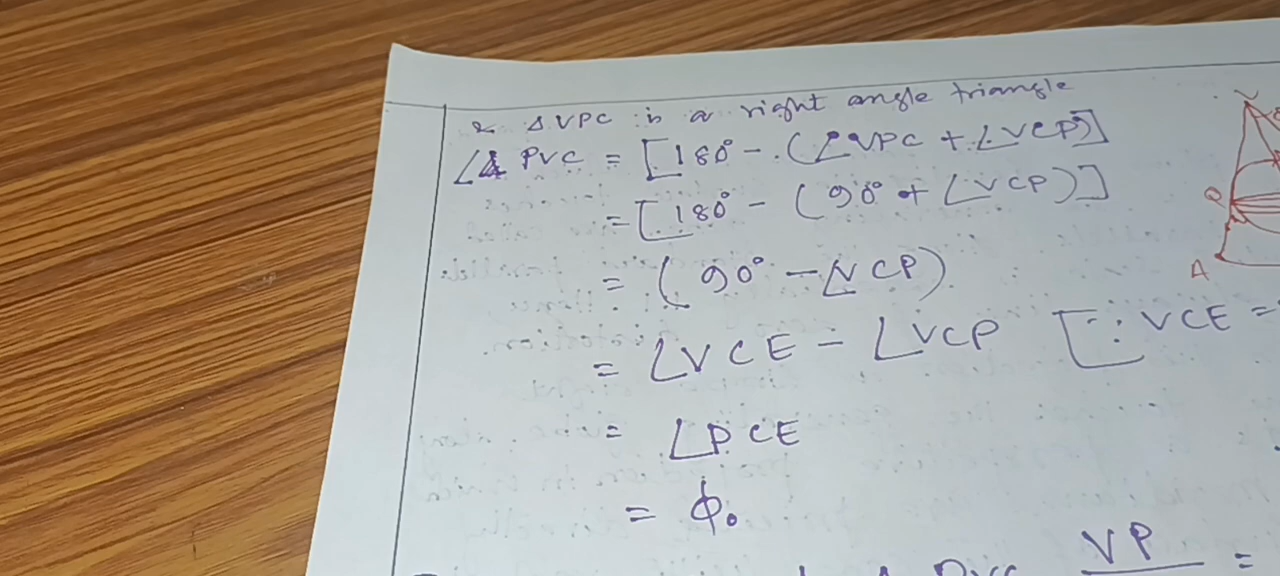 & ΔVPC is a right angle triangle
∠PVC = [180° - (∠VPC + ∠VCP)]
= [180° - (90° + ∠VCP)]
= (90° - ∠VCP)
= ∠VCE - ∠VCP [∵ VCE =
= ∠PCE
= φ₀
VP
=
V
Q
A